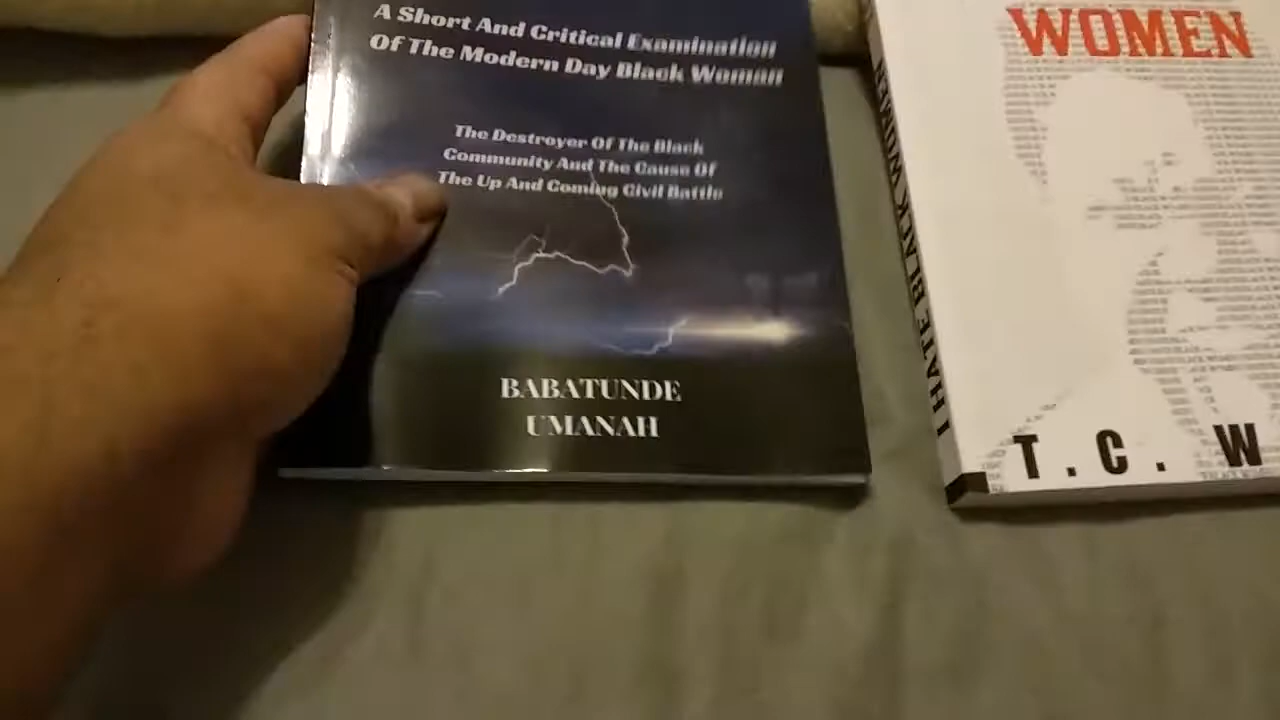 A Short And Critical Examination
Of The Modern Day Black Woman
The Destroyer Of The Black
Community And The Cause Of
The Up And Coming Civil Battle
BABATUNDE
UMANAH
WOMEN
I HATE BLACK WOMEN
T. C. W